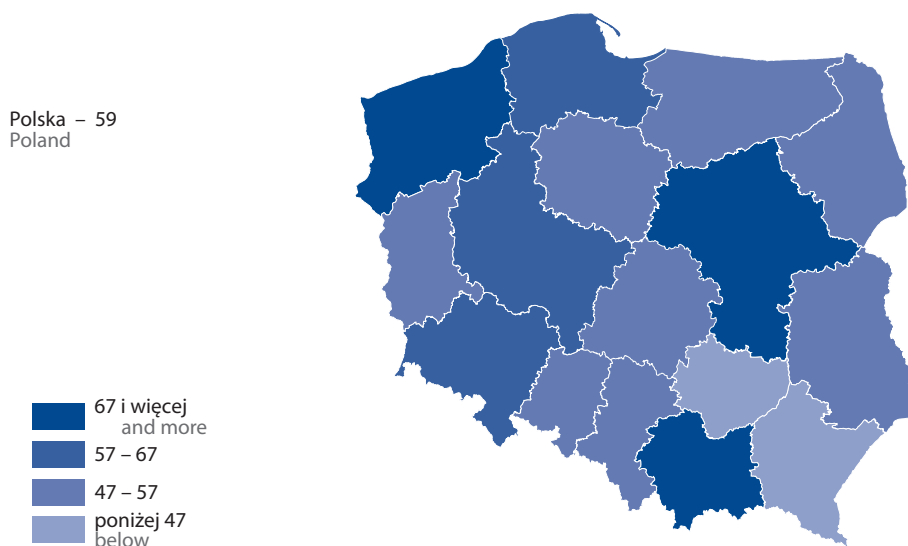 Polska – 59
Poland
67 i więcej
and more
57 – 67
47 – 57
poniżej 47
below